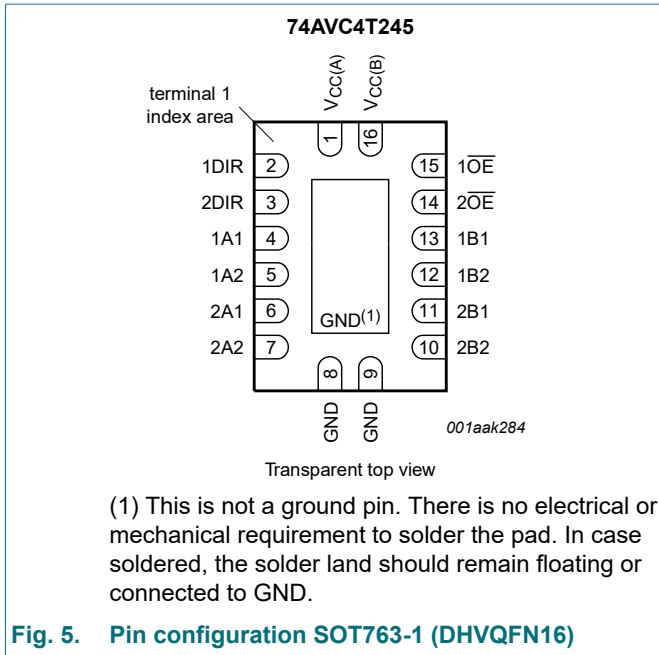 74AVC4T245
terminal 1
index area
VCC(A)
VCC(B)
1
16
1DIR 2
15 1O̅E̅
2DIR 3
14 2O̅E̅
1A1 4
13 1B1
1A2 5
12 1B2
2A1 6
11 2B1
2A2 7
10 2B2
GND(1)
8
9
GND
GND
001aak284
Transparent top view
(1) This is not a ground pin. There is no electrical or
mechanical requirement to solder the pad. In case
soldered, the solder land should remain floating or
connected to GND.
Fig. 5. Pin configuration SOT763-1 (DHVQFN16)